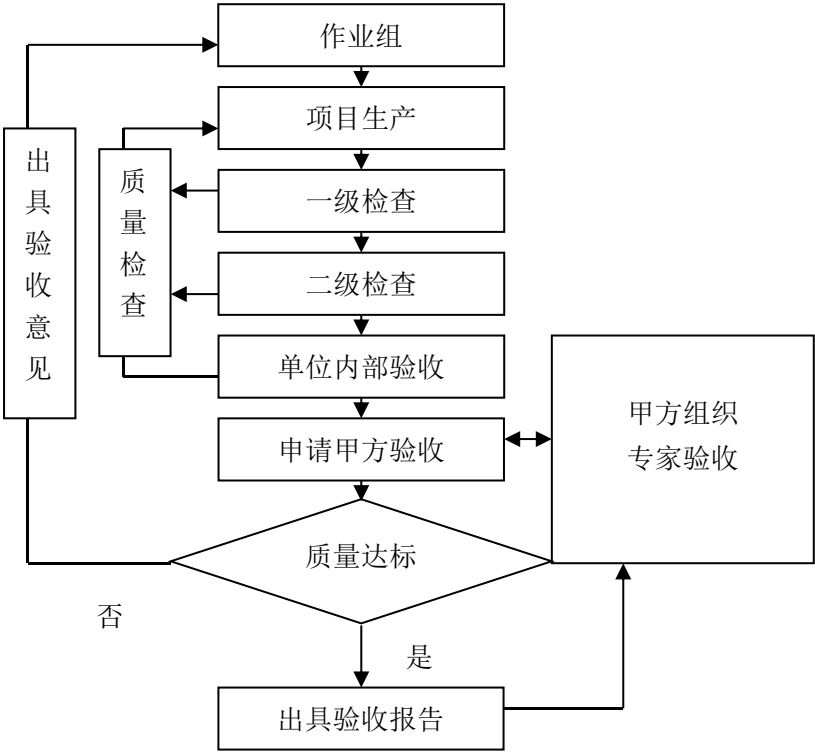 作业组
项目生产
一级检查
二级检查
单位内部验收
申请甲方验收
质量达标
出具验收报告
出具验收意见
质量检查
甲方组织
专家验收
否
是